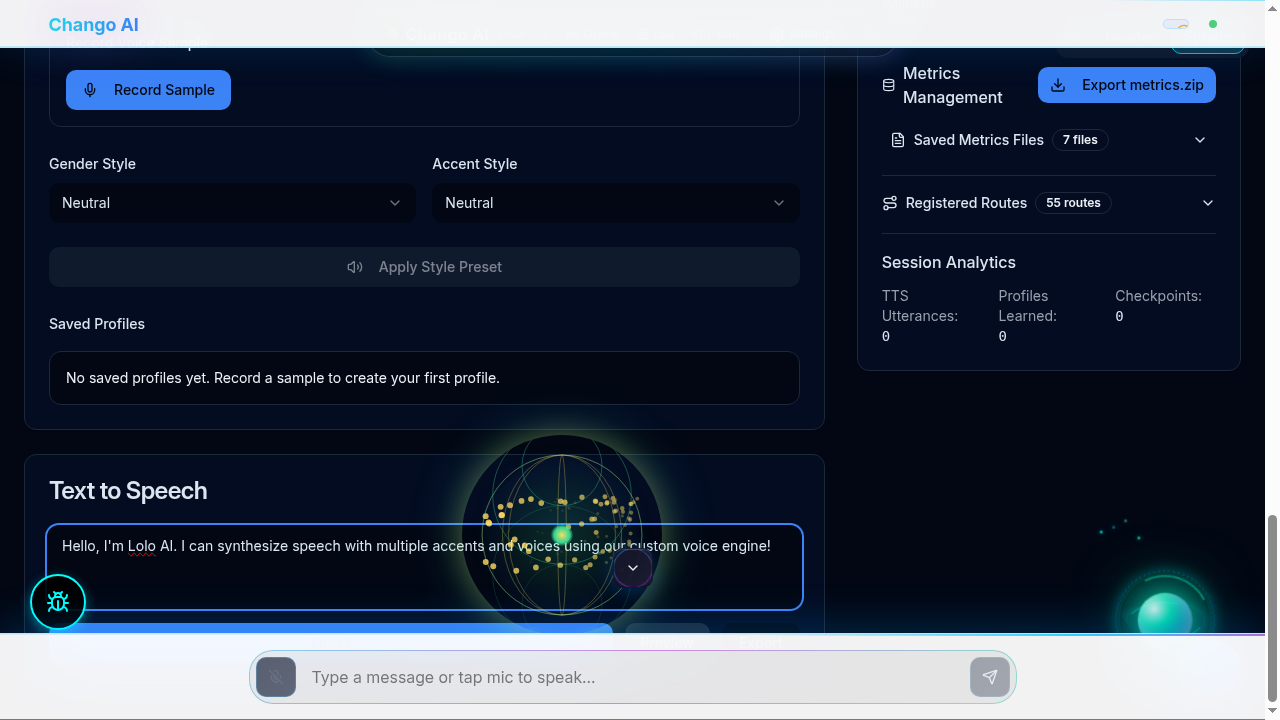 Chango AI
Record Sample
Gender Style
Accent Style
Neutral
Neutral
Apply Style Preset
Saved Profiles
No saved profiles yet. Record a sample to create your first profile.
Text to Speech
Hello, I'm Lolo AI. I can synthesize speech with multiple accents and voices using our custom voice engine!
Metrics
Management
Export metrics.zip
Saved Metrics Files
7 files
Registered Routes
55 routes
Session Analytics
TTS
Utterances:
0
Profiles
Learned:
0
Checkpoints:
0
Type a message or tap mic to speak...